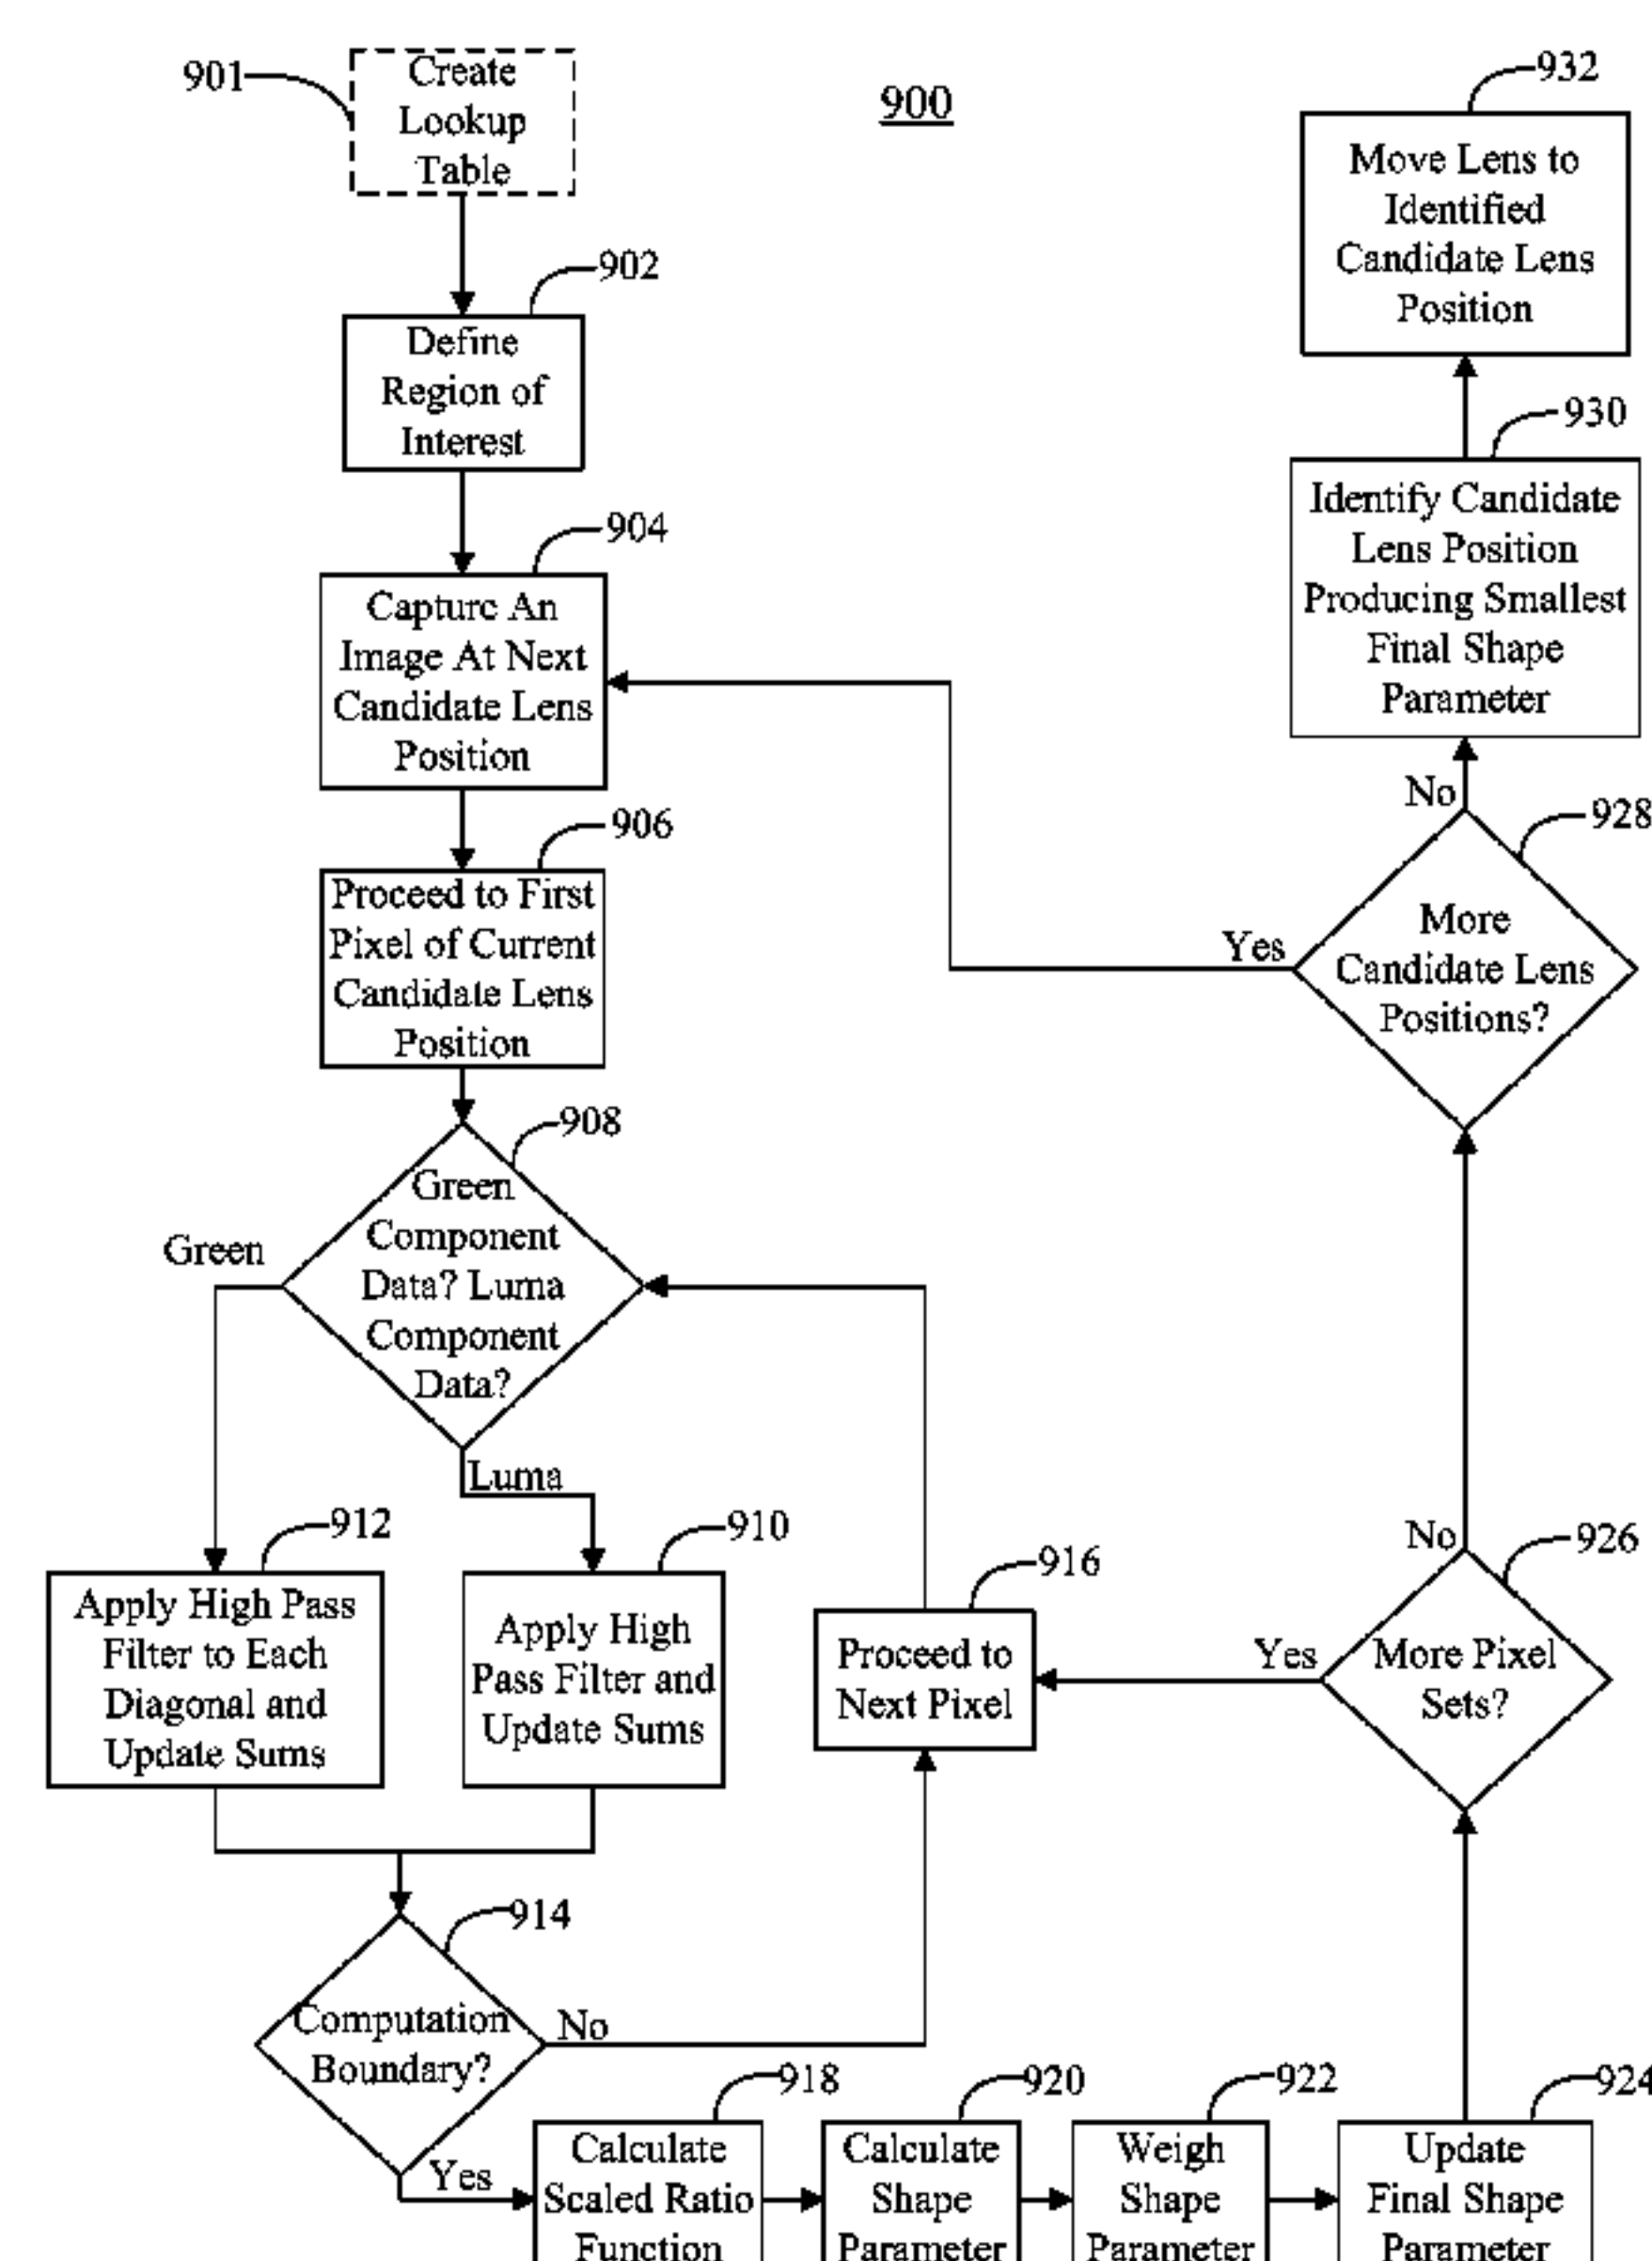 900
901
Create
Lookup
Table
902
Define
Region of
Interest
904
Capture An
Image At Next
Candidate Lens
Position
906
Proceed to First
Pixel of Current
Candidate Lens
Position
908
Green
Component
Data? Luma
Component
Data?
Green
Luma
912
Apply High Pass
Filter to Each
Diagonal and
Update Sums
910
Apply High
Pass Filter and
Update Sums
914
Computation
Boundary?
No
Yes
916
Proceed to
Next Pixel
918
Calculate
Scaled Ratio
Function
920
Calculate
Shape
Parameter
922
Weigh
Shape
Parameter
924
Update
Final Shape
Parameter
926
More Pixel
Sets?
Yes
No
928
More
Candidate Lens
Positions?
Yes
No
930
Identify Candidate
Lens Position
Producing Smallest
Final Shape
Parameter
932
Move Lens to
Identified
Candidate Lens
Position